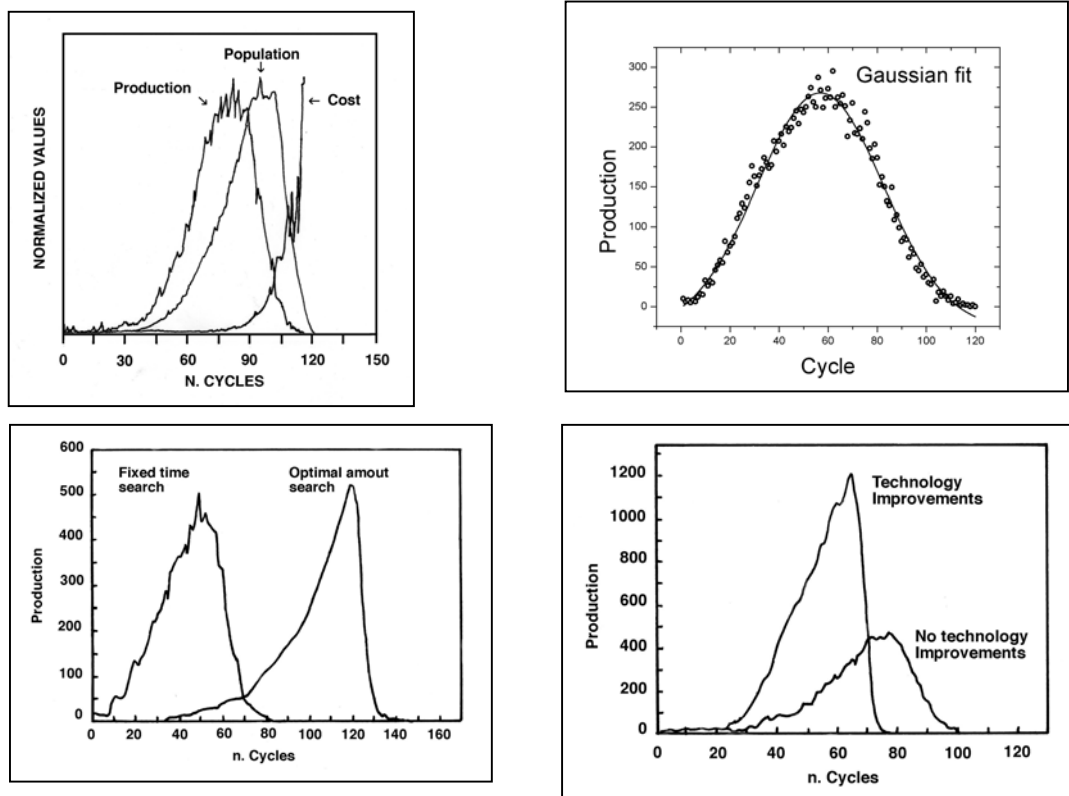 Population
Production
Cost
NORMALIZED VALUES
0 30 60 90 120 150
N. CYCLES
300
250
200
150
100
50
0
Gaussian fit
Production
0 20 40 60 80 100 120
Cycle
600
500
400
300
200
100
0
Fixed time
search
Optimal amout
search
Production
0 20 40 60 80 100 120 140 160
n. Cycles
1200
1000
800
600
400
200
0
Technology
Improvements
No technology
Improvements
Production
0 20 40 60 80 100 120
n. Cycles